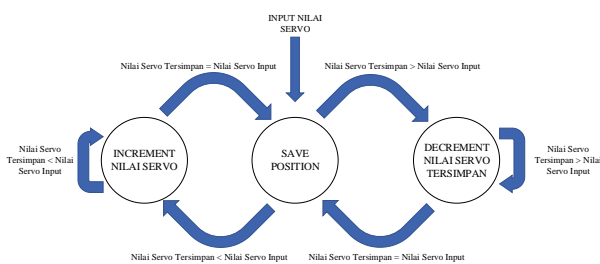 INPUT NILAI
SERVO
Nilai Servo Tersimpan = Nilai Servo Input
Nilai Servo Tersimpan > Nilai Servo Input
Nilai Servo
Tersimpan < Nilai
Servo Input
INCREMENT
NILAI SERVO
SAVE
POSITION
DECREMENT
NILAI SERVO
TERSIMPAN
Nilai Servo
Tersimpan > Nilai
Servo Input
Nilai Servo Tersimpan < Nilai Servo Input
Nilai Servo Tersimpan = Nilai Servo Input